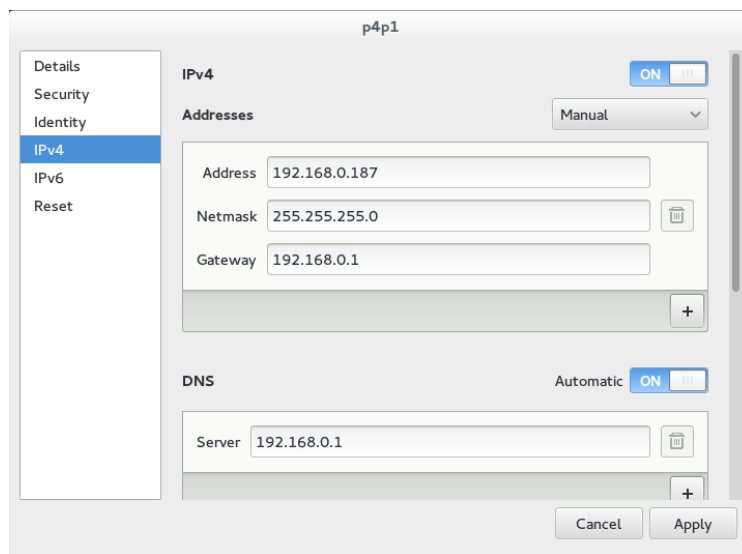 p4p1
Details
Security
Identity
IPv4
IPv6
Reset
IPv4 ON
Addresses Manual
Address 192.168.0.187
Netmask 255.255.255.0
Gateway 192.168.0.1
+
DNS Automatic ON
Server 192.168.0.1
+
Cancel Apply